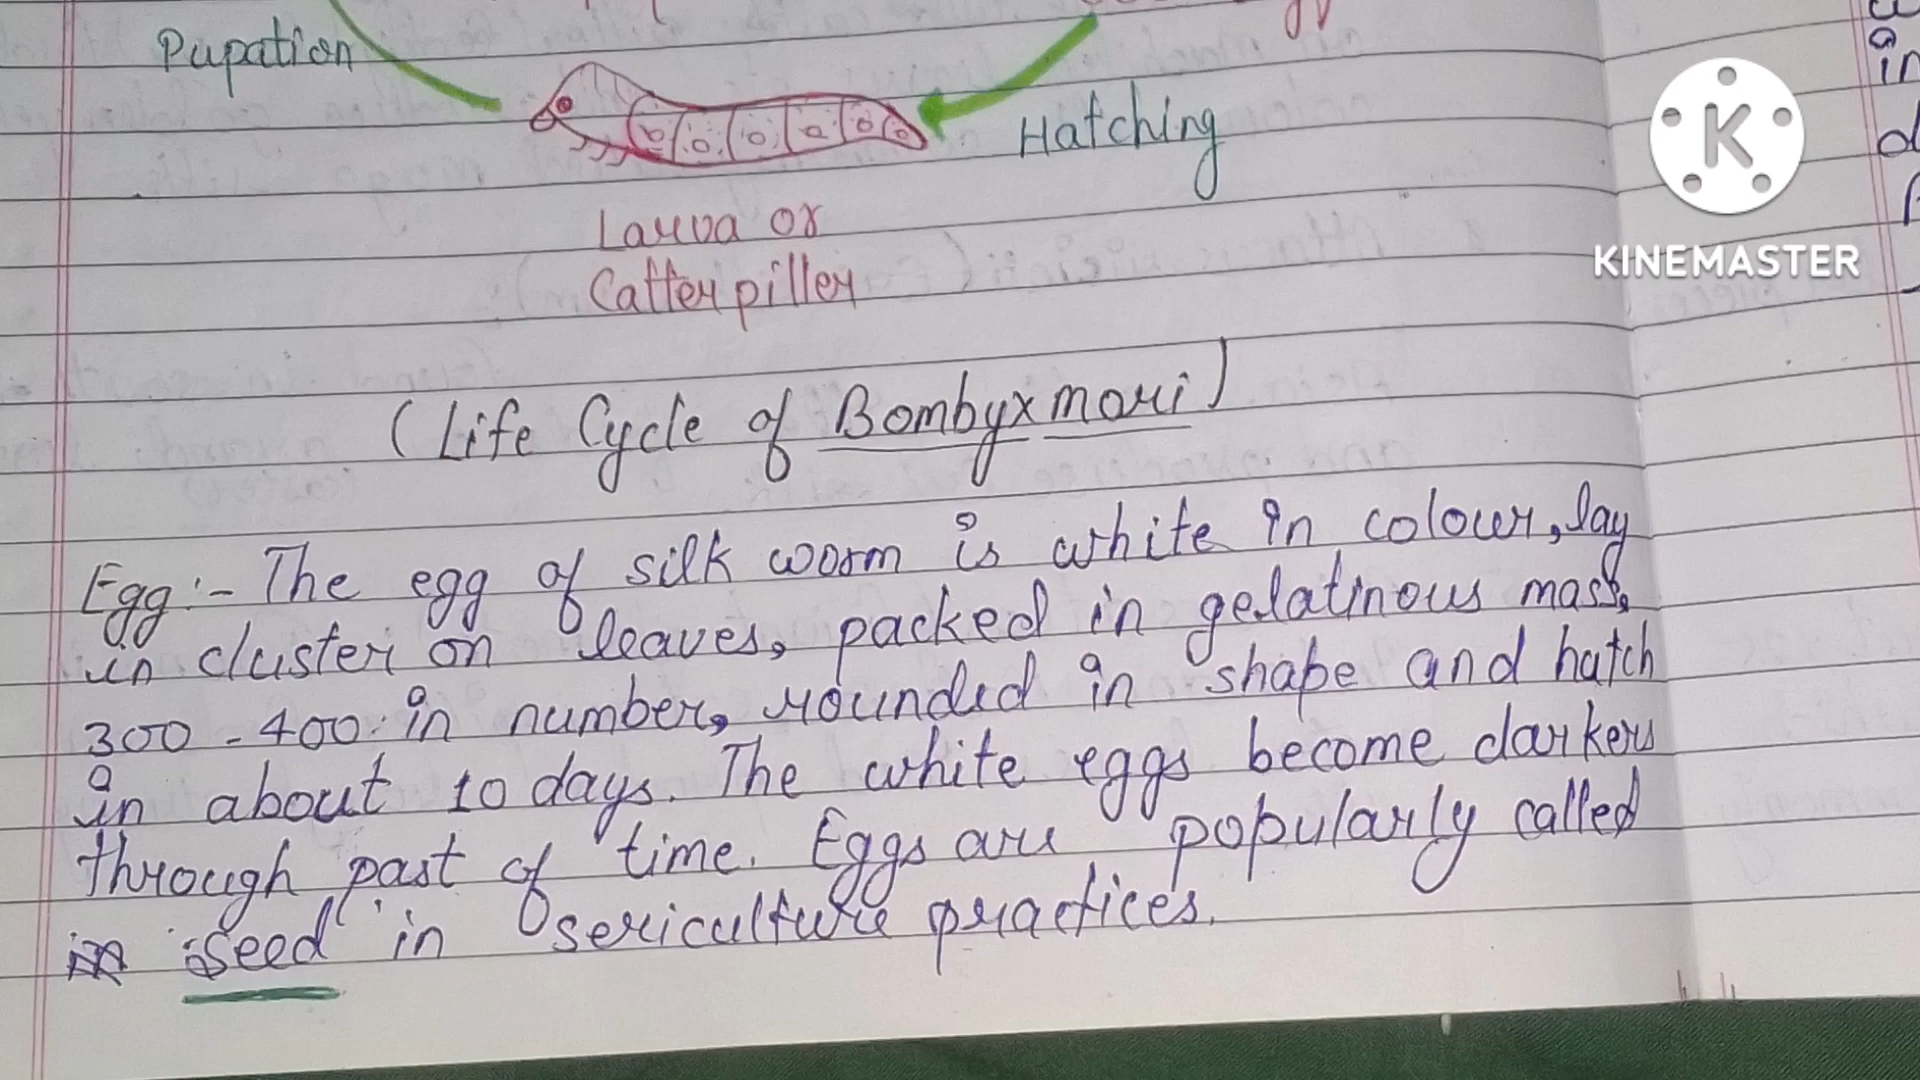 Pupation
Hatching
Larva or
Catterpiller
KINEMASTER
(Life Cycle of Bombyx mori)
Egg:- The egg of silk worm is white in colour, lay
in cluster on leaves, packed in gelatinous mass.
300-400 in number, rounded in shape and hatch
in about 10 days. The white eggs become darker
through past of time. Eggs are popularly called
seed in sericulture practices.